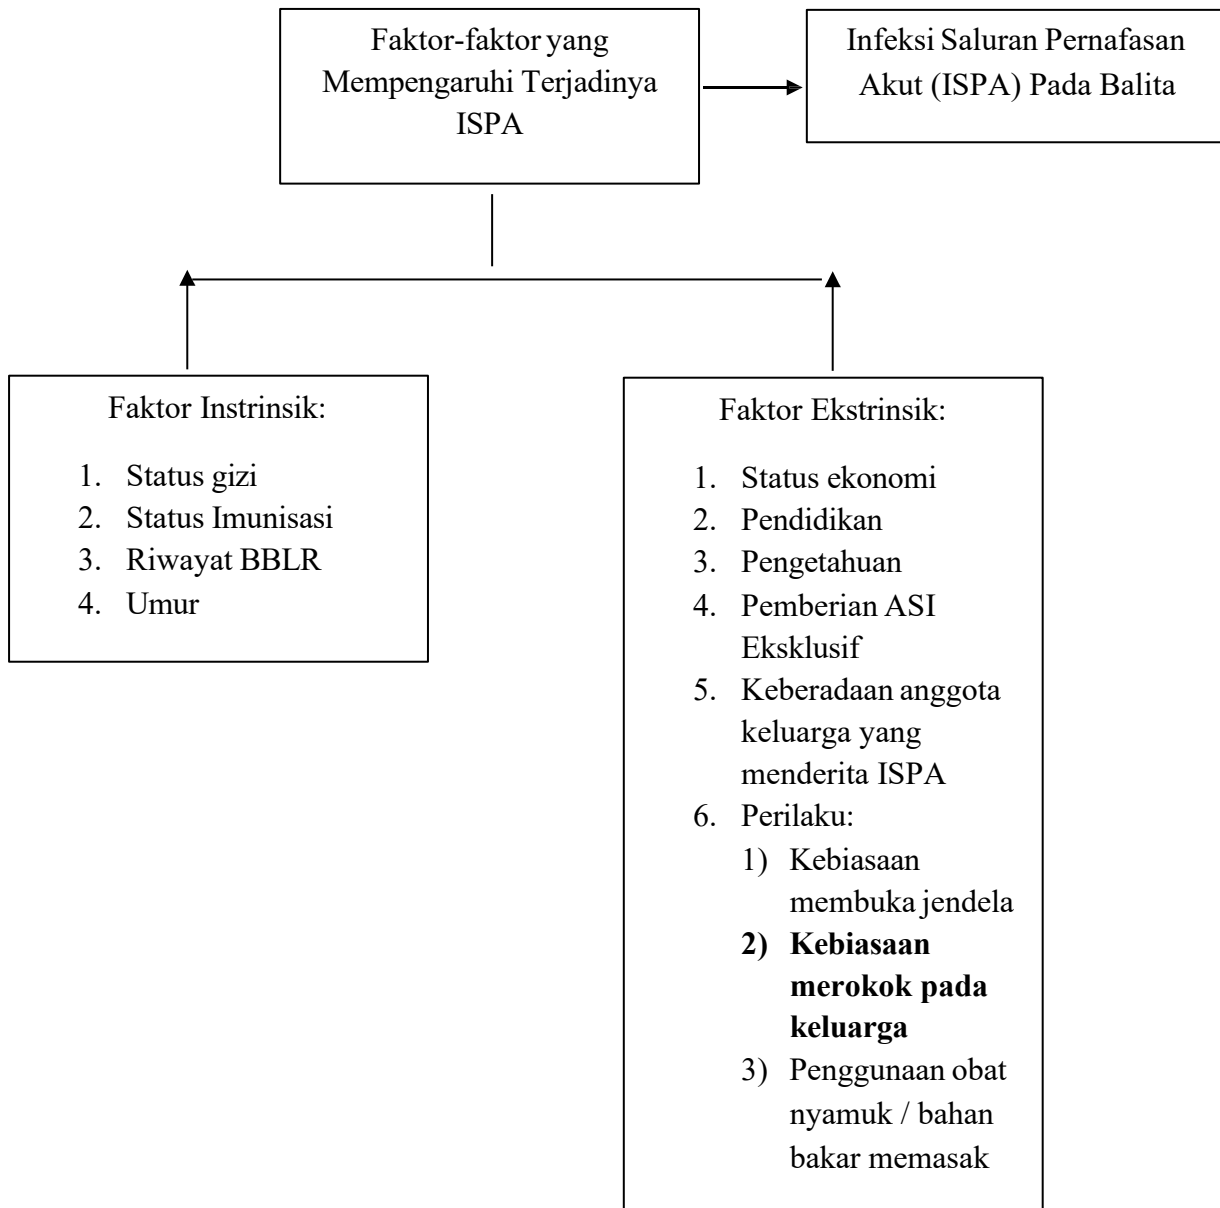 Faktor-faktor yang
Mempengaruhi Terjadinya
ISPA
Infeksi Saluran Pernafasan
Akut (ISPA) Pada Balita
Faktor Instrinsik:
1. Status gizi
2. Status Imunisasi
3. Riwayat BBLR
4. Umur
Faktor Ekstrinsik:
1. Status ekonomi
2. Pendidikan
3. Pengetahuan
4. Pemberian ASI
Eksklusif
5. Keberadaan anggota
keluarga yang
menderita ISPA
6. Perilaku:
1) Kebiasaan
membuka jendela
2) Kebiasaan
merokok pada
keluarga
3) Penggunaan obat
nyamuk / bahan
bakar memasak